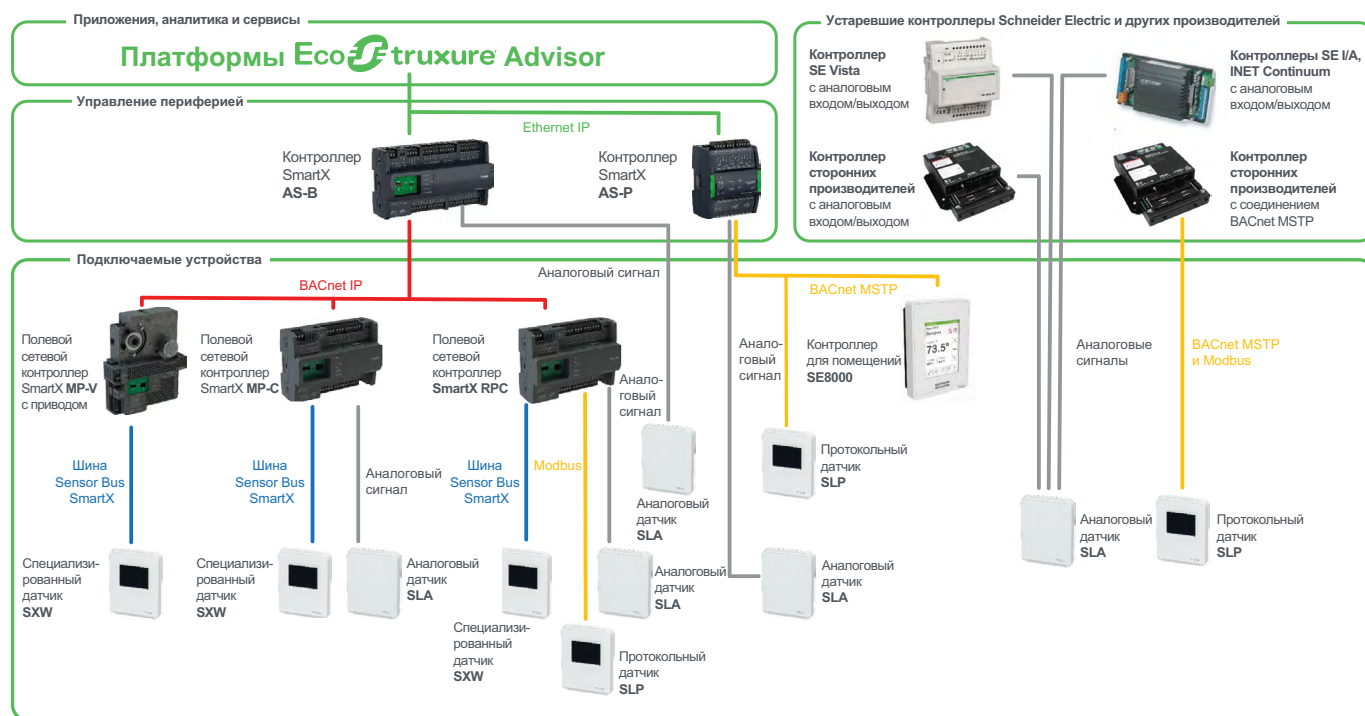 Приложения, аналитика и сервисы
Платформы EcoStruxure Advisor
Управление периферией
Ethernet IP
Контроллер
SmartX
AS-B
Контроллер
SmartX
AS-P
Устаревшие контроллеры Schneider Electric и других производителей
Контроллер
SE Vista
с аналоговым
входом/выходом
Контроллеры SE I/A,
INET Continuum
с аналоговым
входом/выходом
Контроллер
сторонних
производителей
с аналоговым
входом/выходом
Контроллер
сторонних
производителей
с соединением
BACnet MSTP
Подключаемые устройства
BACnet IP
Аналоговый сигнал
BACnet MSTP
Полевой
сетевой
контроллер
SmartX MP-V
с приводом
Полевой
сетевой
контроллер
SmartX MP-C
Полевой
сетевой
контроллер
SmartX RPC
Анало-
говый
сигнал
Анало-
говый
сигнал
Контроллер
для помещений
SE8000
73.5°
Аналоговые
сигналы
BACnet MSTP
и Modbus
Шина
Sensor Bus
SmartX
Шина
Sensor Bus
SmartX
Аналоговый
сигнал
Шина
Sensor Bus
SmartX
Modbus
Аналоговый
датчик
SLA
Протокольный
датчик
SLP
Специализи-
рованный
датчик
SXW
Специализи-
рованный
датчик
SXW
Аналоговый
датчик
SLA
Специализи-
рованный
датчик
SXW
Аналоговый
датчик
SLA
Протокольный
датчик
SLP
Аналоговый
датчик
SLA
Аналоговый
датчик
SLA
Протокольный
датчик
SLP